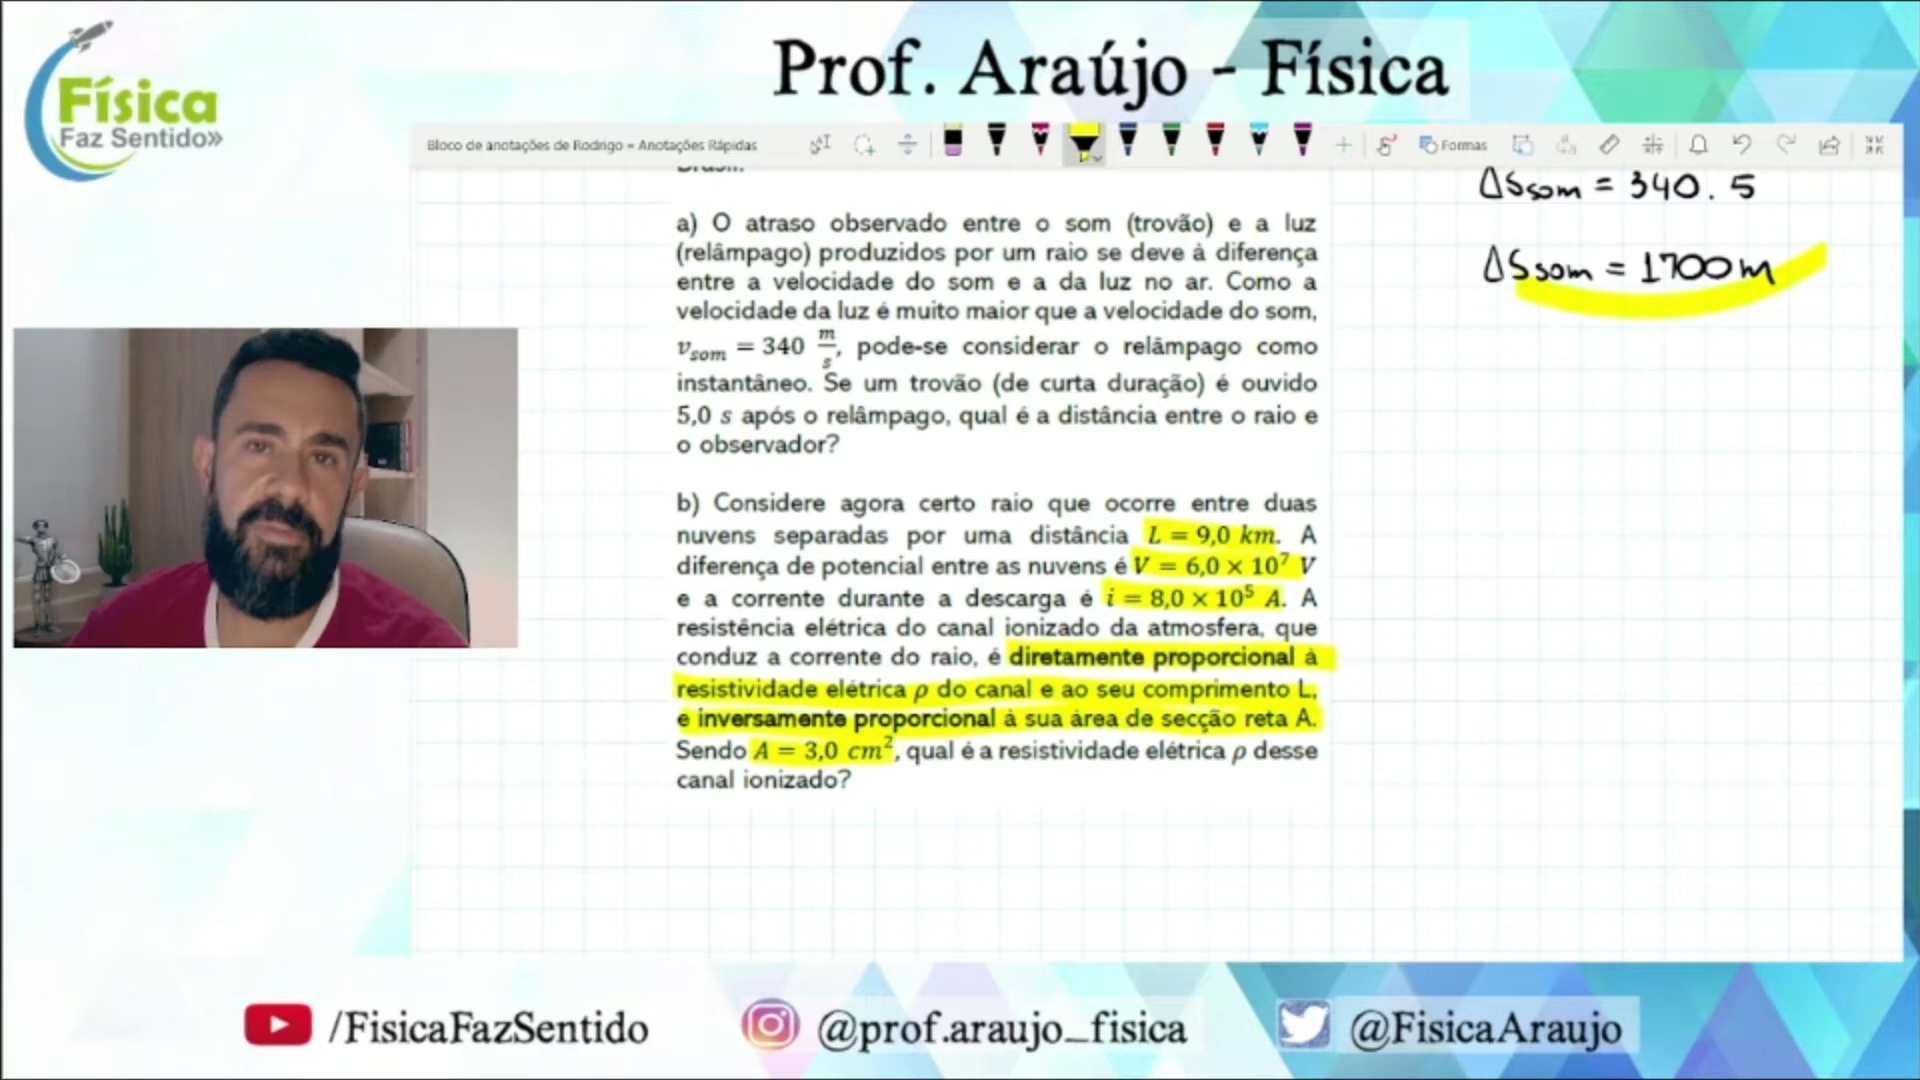 Física
Faz Sentido»
Prof. Araújo - Física
Bloco de anotações de Rodrigo » Anotações Rápidas
Formas
Brasil.
a) O atraso observado entre o som (trovão) e a luz
(relâmpago) produzidos por um raio se deve à diferença
entre a velocidade do som e a da luz no ar. Como a
velocidade da luz é muito maior que a velocidade do som,
v_som = 340 m/s, pode-se considerar o relâmpago como
instantâneo. Se um trovão (de curta duração) é ouvido
5,0 s após o relâmpago, qual é a distância entre o raio e
o observador?
b) Considere agora certo raio que ocorre entre duas
nuvens separadas por uma distância L = 9,0 km. A
diferença de potencial entre as nuvens é V = 6,0 × 10⁷ V
e a corrente durante a descarga é i = 8,0 × 10⁵ A. A
resistência elétrica do canal ionizado da atmosfera, que
conduz a corrente do raio, é diretamente proporcional à
resistividade elétrica ρ do canal e ao seu comprimento L,
e inversamente proporcional à sua área de secção reta A.
Sendo A = 3,0 cm², qual é a resistividade elétrica ρ desse
canal ionizado?
ΔSsom = 340 . 5
ΔSsom = 1700m
/FisicaFazSentido
@prof.araujo_fisica
@FisicaAraujo